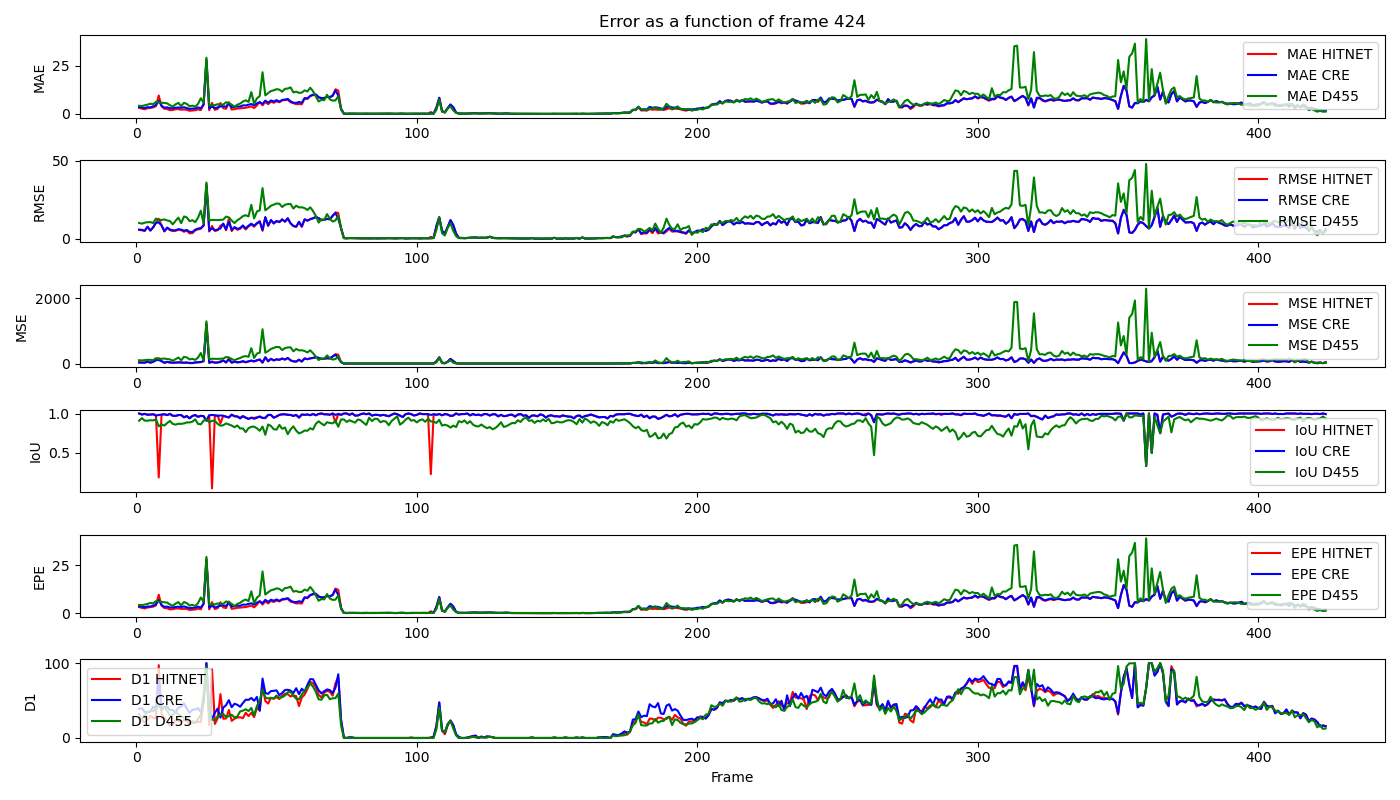 Error as a function of frame 424
MAE
25
0
MAE HITNET
MAE CRE
MAE D455
0 100 200 300 400
RMSE
50
0
RMSE HITNET
RMSE CRE
RMSE D455
0 100 200 300 400
MSE
2000
0
MSE HITNET
MSE CRE
MSE D455
0 100 200 300 400
IoU
1.0
0.5
IoU HITNET
IoU CRE
IoU D455
0 100 200 300 400
EPE
25
0
EPE HITNET
EPE CRE
EPE D455
0 100 200 300 400
D1
100
0
D1 HITNET
D1 CRE
D1 D455
0 100 200 300 400
Frame